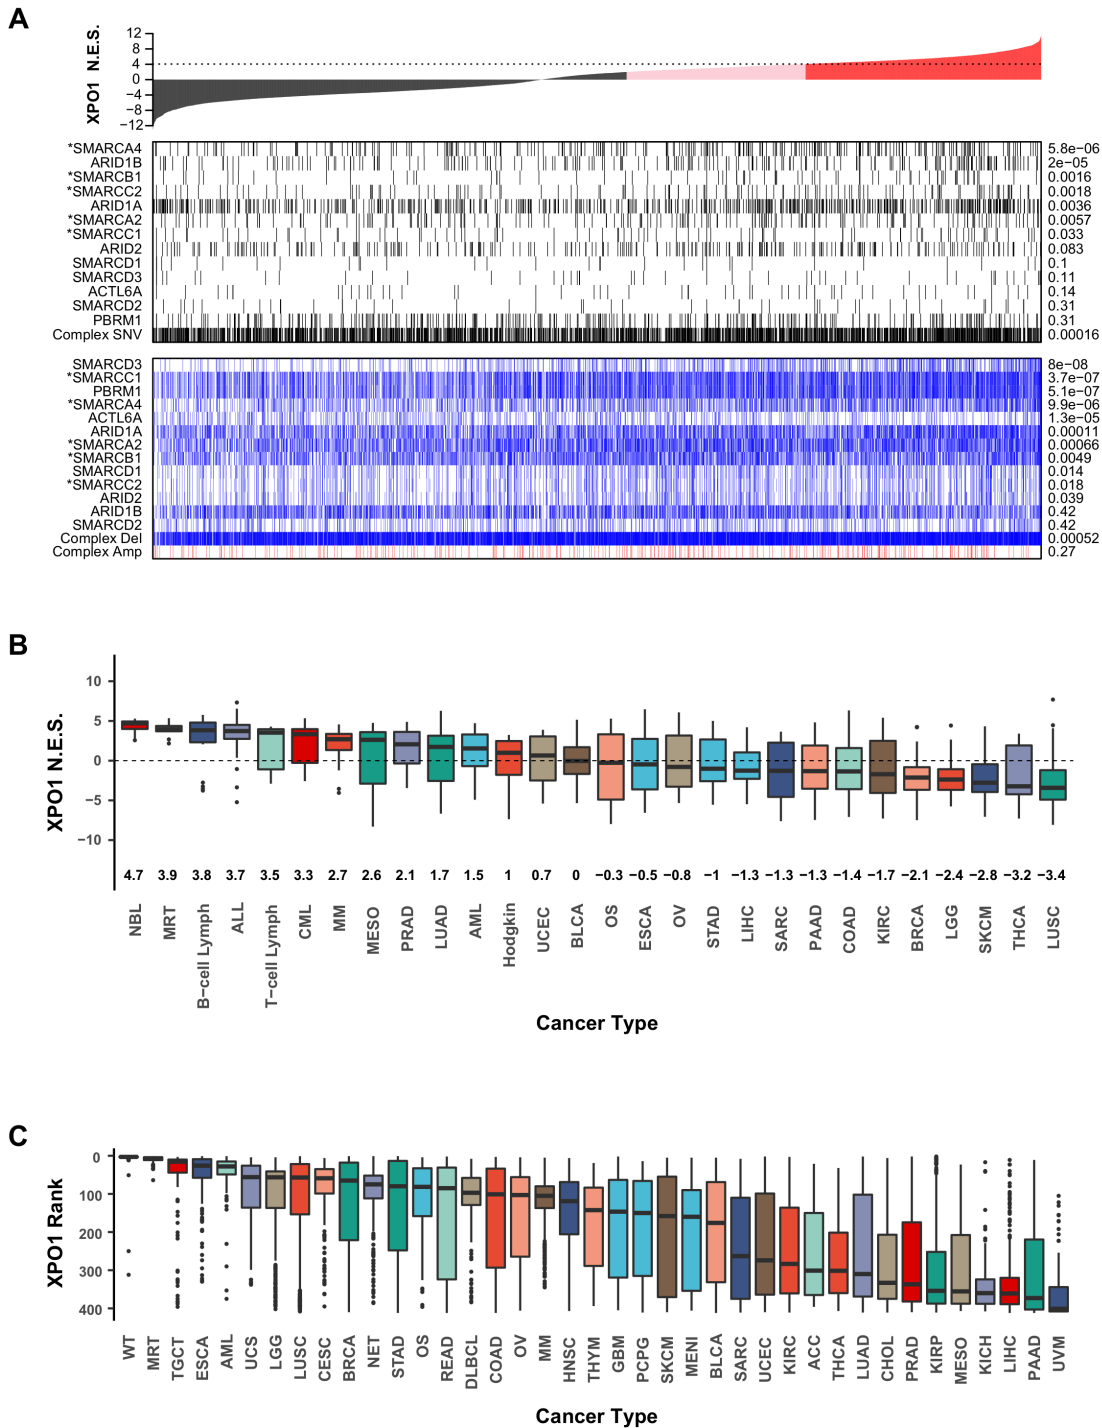 A
XPO1 N.E.S.
12
8
4
0
−4
−8
−12
*SMARCA4 5.8e−06
ARID1B 2e−05
*SMARCB1 0.0016
*SMARCC2 0.0018
ARID1A 0.0036
*SMARCA2 0.0057
*SMARCC1 0.033
ARID2 0.083
SMARCD1 0.1
SMARCD3 0.11
ACTL6A 0.14
SMARCD2 0.31
PBRM1 0.31
Complex SNV 0.00016
SMARCD3 8e−08
*SMARCC1 3.7e−07
PBRM1 5.1e−07
*SMARCA4 9.9e−06
ACTL6A 1.3e−05
ARID1A 0.00011
*SMARCA2 0.00066
*SMARCB1 0.0049
SMARCD1 0.014
*SMARCC2 0.018
ARID2 0.039
ARID1B 0.42
SMARCD2 0.42
Complex Del 0.00052
Complex Amp 0.27
B
XPO1 N.E.S.
10
5
0
−5
−10
4.7 3.9 3.8 3.7 3.5 3.3 2.7 2.6 2.1 1.7 1.5 1 0.7 0 −0.3 −0.5 −0.8 −1 −1.3 −1.3 −1.3 −1.4 −1.7 −2.1 −2.4 −2.8 −3.2 −3.4
NBL MRT B−cell Lymph ALL T−cell Lymph CML MM MESO PRAD LUAD AML Hodgkin UCEC BLCA OS ESCA OV STAD LIHC SARC PAAD COAD KIRC BRCA LGG SKCM THCA LUSC
Cancer Type
C
XPO1 Rank
0
100
200
300
400
WT MRT TGCT ESCA AML UCS LGG LUSC CESC BRCA NET STAD OS READ DLBCL COAD OV MM HNSC THYM GBM PCPG SKCM MENI BLCA SARC UCEC KIRC ACC THCA LUAD CHOL PRAD KIRP MESO KICH LIHC PAAD UVM
Cancer Type